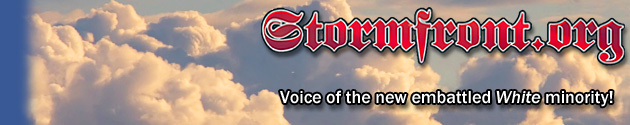 Stormfront.org
Voice of the new embattled White minority!